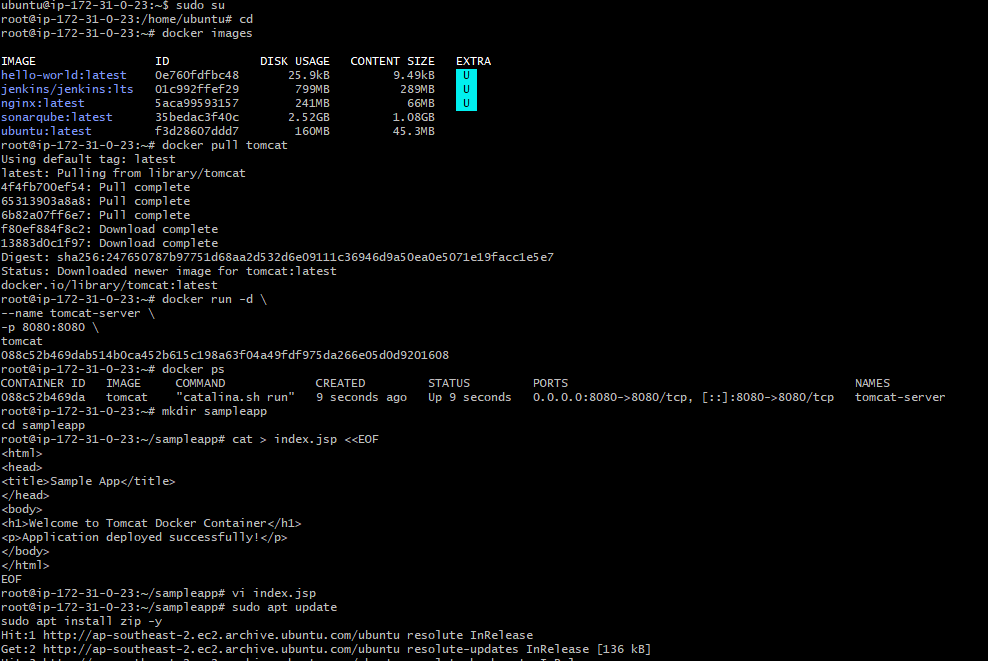 ubuntu@ip-172-31-0-23:~$ sudo su
root@ip-172-31-0-23:/home/ubuntu# cd
root@ip-172-31-0-23:~# docker images
IMAGE ID DISK USAGE CONTENT SIZE EXTRA
hello-world:latest 0e760fdfbc48 25.9kB 9.49kB U
jenkins/jenkins:lts 01c992ffef29 799MB 289MB U
nginx:latest 5aca99593157 241MB 66MB U
sonarqube:latest 35bedac3f40c 2.52GB 1.08GB
ubuntu:latest f3d28607ddd7 160MB 45.3MB
root@ip-172-31-0-23:~# docker pull tomcat
Using default tag: latest
latest: Pulling from library/tomcat
4f4fb700ef54: Pull complete
65313903a8a8: Pull complete
6b82a07ff6e7: Pull complete
f80ef884f8c2: Download complete
13883d0c1f97: Download complete
Digest: sha256:247650787b97751d68aa2d532d6e09111c36946d9a50ea0e5071e19facc1e5e7
Status: Downloaded newer image for tomcat:latest
docker.io/library/tomcat:latest
root@ip-172-31-0-23:~# docker run -d \
--name tomcat-server \
-p 8080:8080 \
tomcat
088c52b469dab514b0ca452b615c198a63f04a49fdf975da266e05d0d9201608
root@ip-172-31-0-23:~# docker ps
CONTAINER ID IMAGE COMMAND CREATED STATUS PORTS NAMES
088c52b469da tomcat "catalina.sh run" 9 seconds ago Up 9 seconds 0.0.0.0:8080->8080/tcp, [::]:8080->8080/tcp tomcat-server
root@ip-172-31-0-23:~# mkdir sampleapp
cd sampleapp
root@ip-172-31-0-23:~/sampleapp# cat > index.jsp <<EOF
<html>
<head>
<title>Sample App</title>
</head>
<body>
<h1>Welcome to Tomcat Docker Container</h1>
<p>Application deployed successfully!</p>
</body>
</html>
EOF
root@ip-172-31-0-23:~/sampleapp# vi index.jsp
root@ip-172-31-0-23:~/sampleapp# sudo apt update
sudo apt install zip -y
Hit:1 http://ap-southeast-2.ec2.archive.ubuntu.com/ubuntu resolute InRelease
Get:2 http://ap-southeast-2.ec2.archive.ubuntu.com/ubuntu resolute-updates InRelease [136 kB]